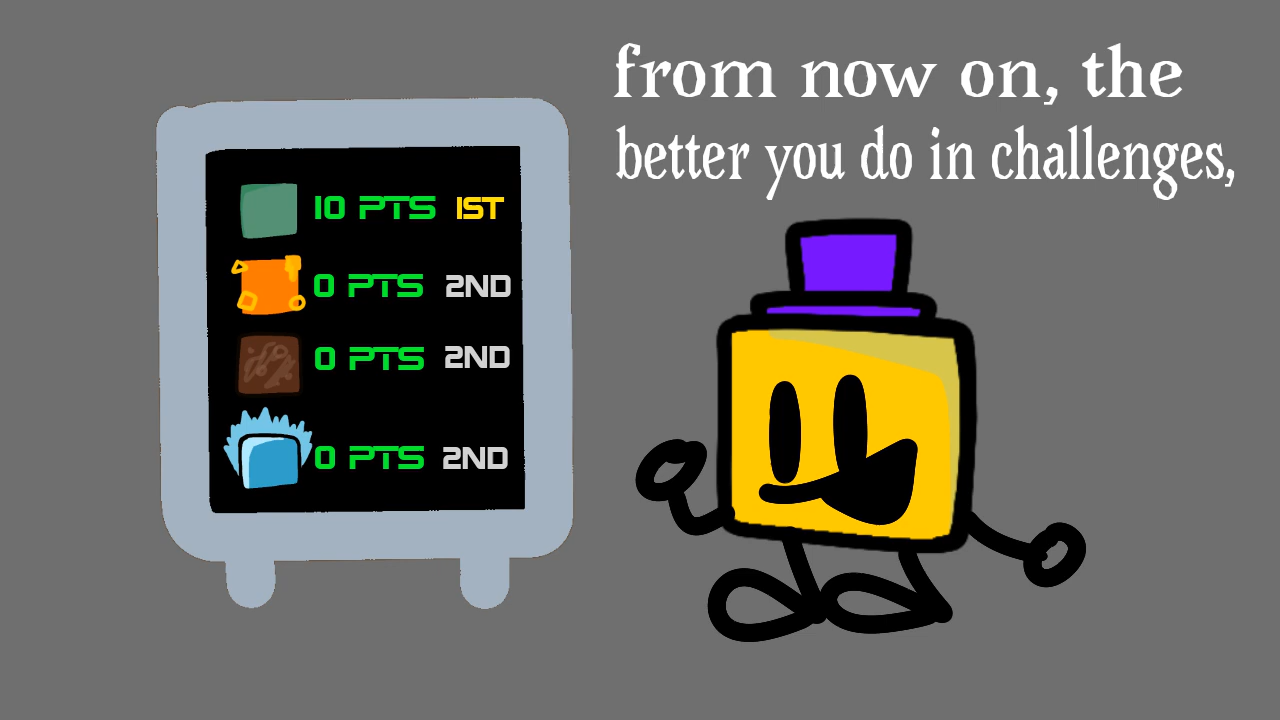 from now on, the
better you do in challenges,
10 PTS 1ST
0 PTS 2ND
0 PTS 2ND
0 PTS 2ND